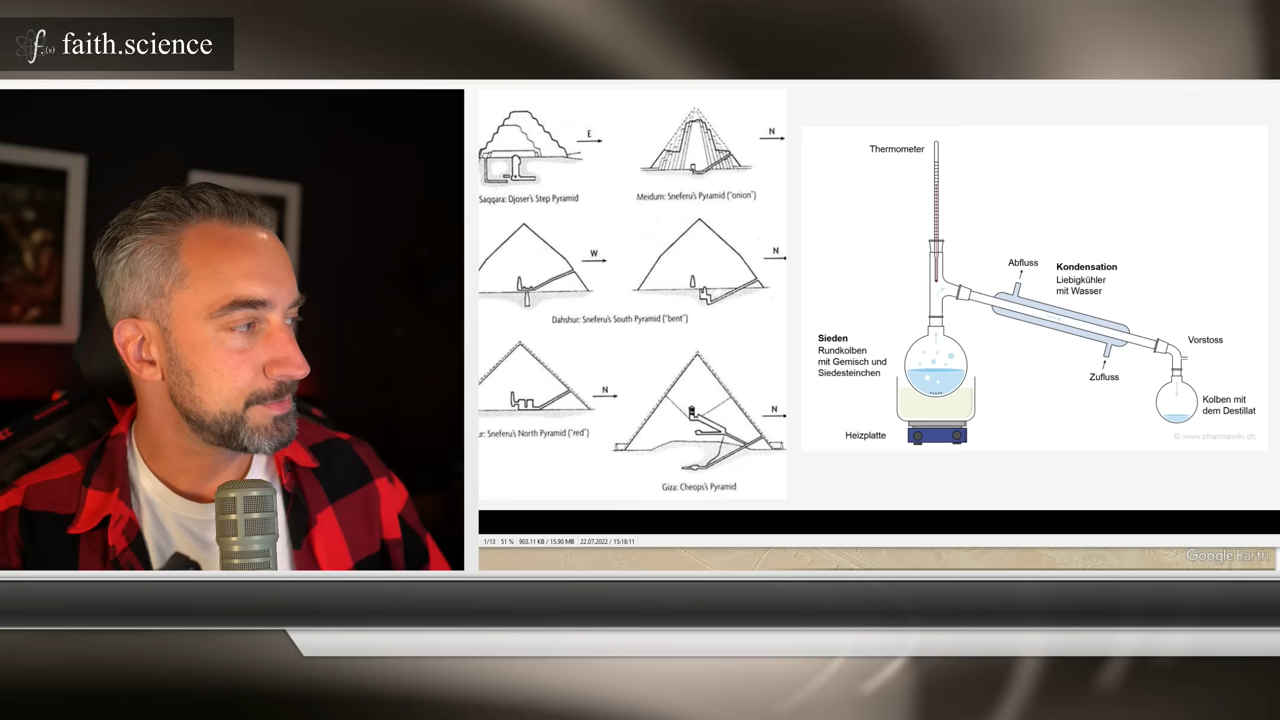 faith.science
E
N
Saqqara: Djoser's Step Pyramid
Meidum: Sneferu's Pyramid ("onion")
W
N
Dahshur: Sneferu's South Pyramid ("bent")
N
N
ur: Sneferu's North Pyramid ("red")
Giza: Cheops's Pyramid
Thermometer
Abfluss
Kondensation
Liebigkühler
mit Wasser
Sieden
Rundkolben
mit Gemisch und
Siedesteinchen
Vorstoss
Zufluss
Kolben mit
dem Destillat
Heizplatte
© www.pharmawiki.ch
1/13 51 % 903.11 KB / 15.90 MB 22.07.2022 / 15:18:11
Google Earth